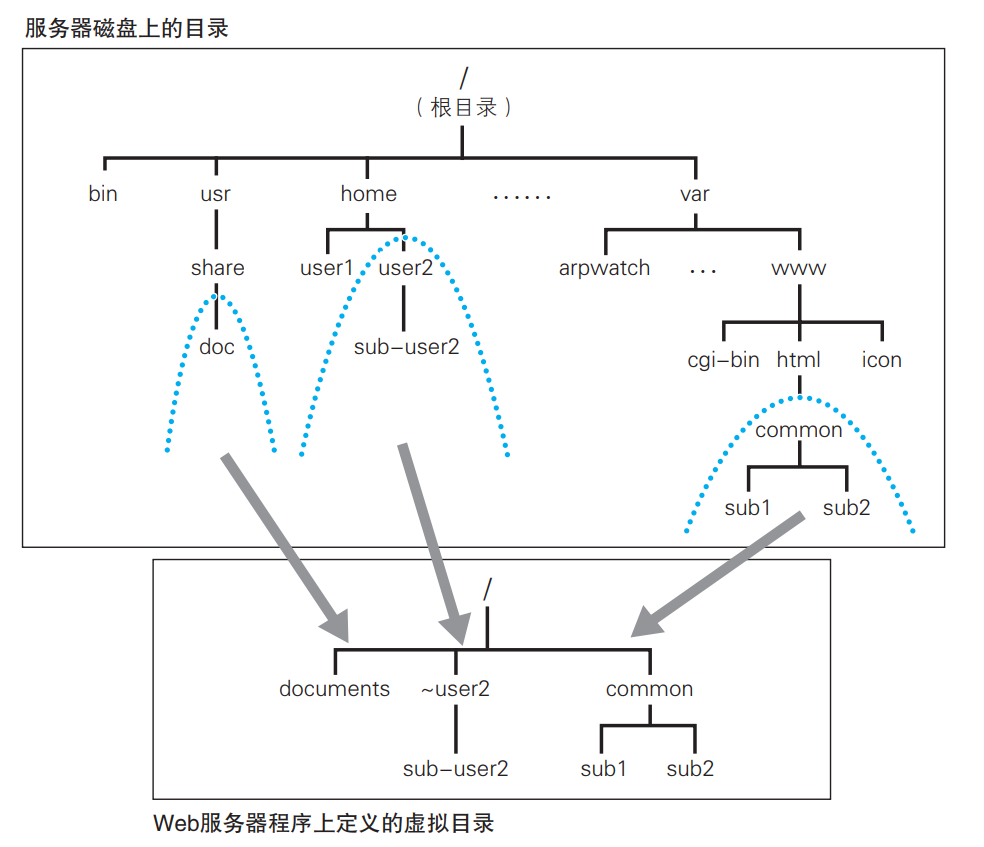 服务器磁盘上的目录
/
（根目录）
bin usr home ...... var
share user1 user2 arpwatch ... www
doc sub-user2 cgi-bin html icon
common
sub1 sub2
/
documents ~user2 common
sub-user2 sub1 sub2
Web服务器程序上定义的虚拟目录